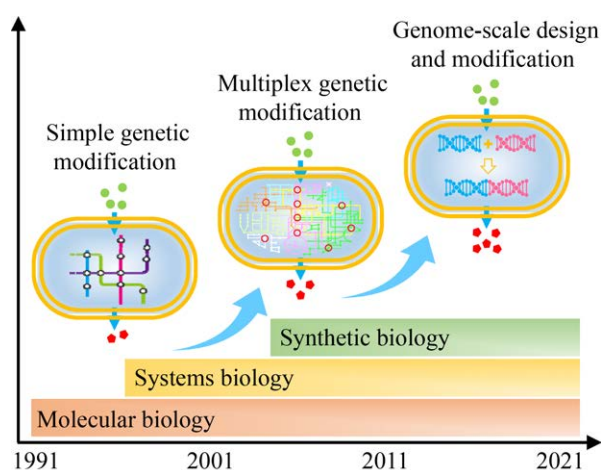 Genome-scale design
and modification
Multiplex genetic
modification
Simple genetic
modification
Synthetic biology
Systems biology
Molecular biology
1991
2001
2011
2021